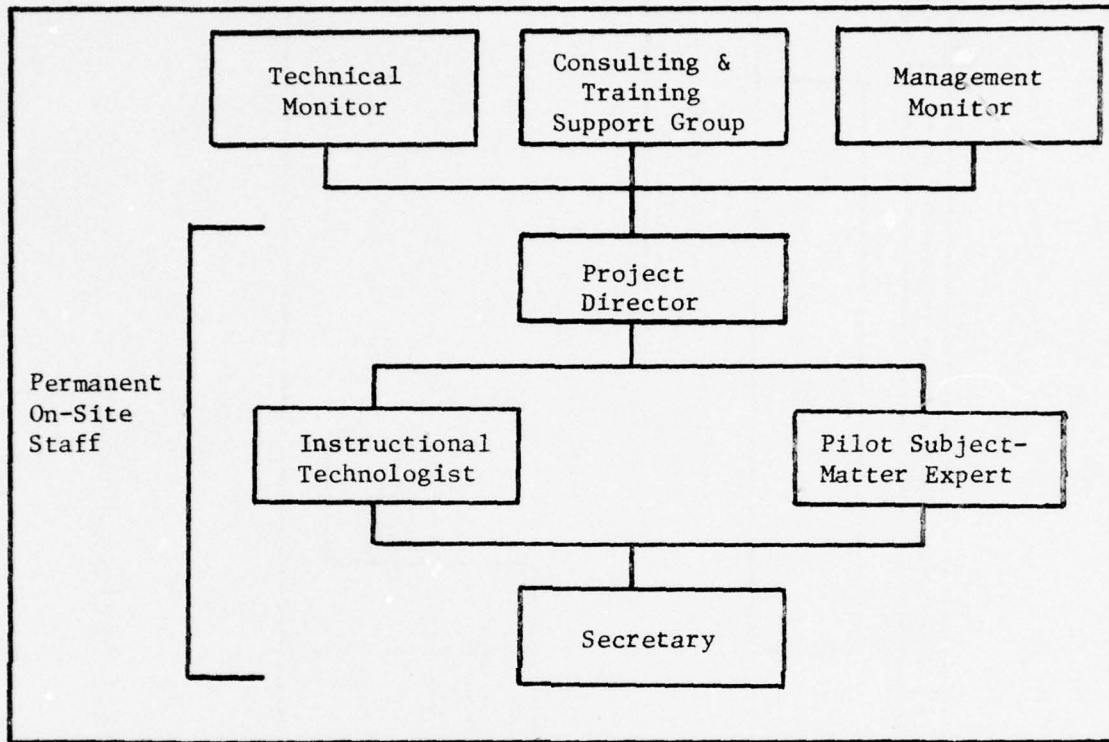 Technical
Monitor
Consulting &
Training
Support Group
Management
Monitor
Project
Director
Permanent
On-Site
Staff
Instructional
Technologist
Pilot Subject-
Matter Expert
Secretary